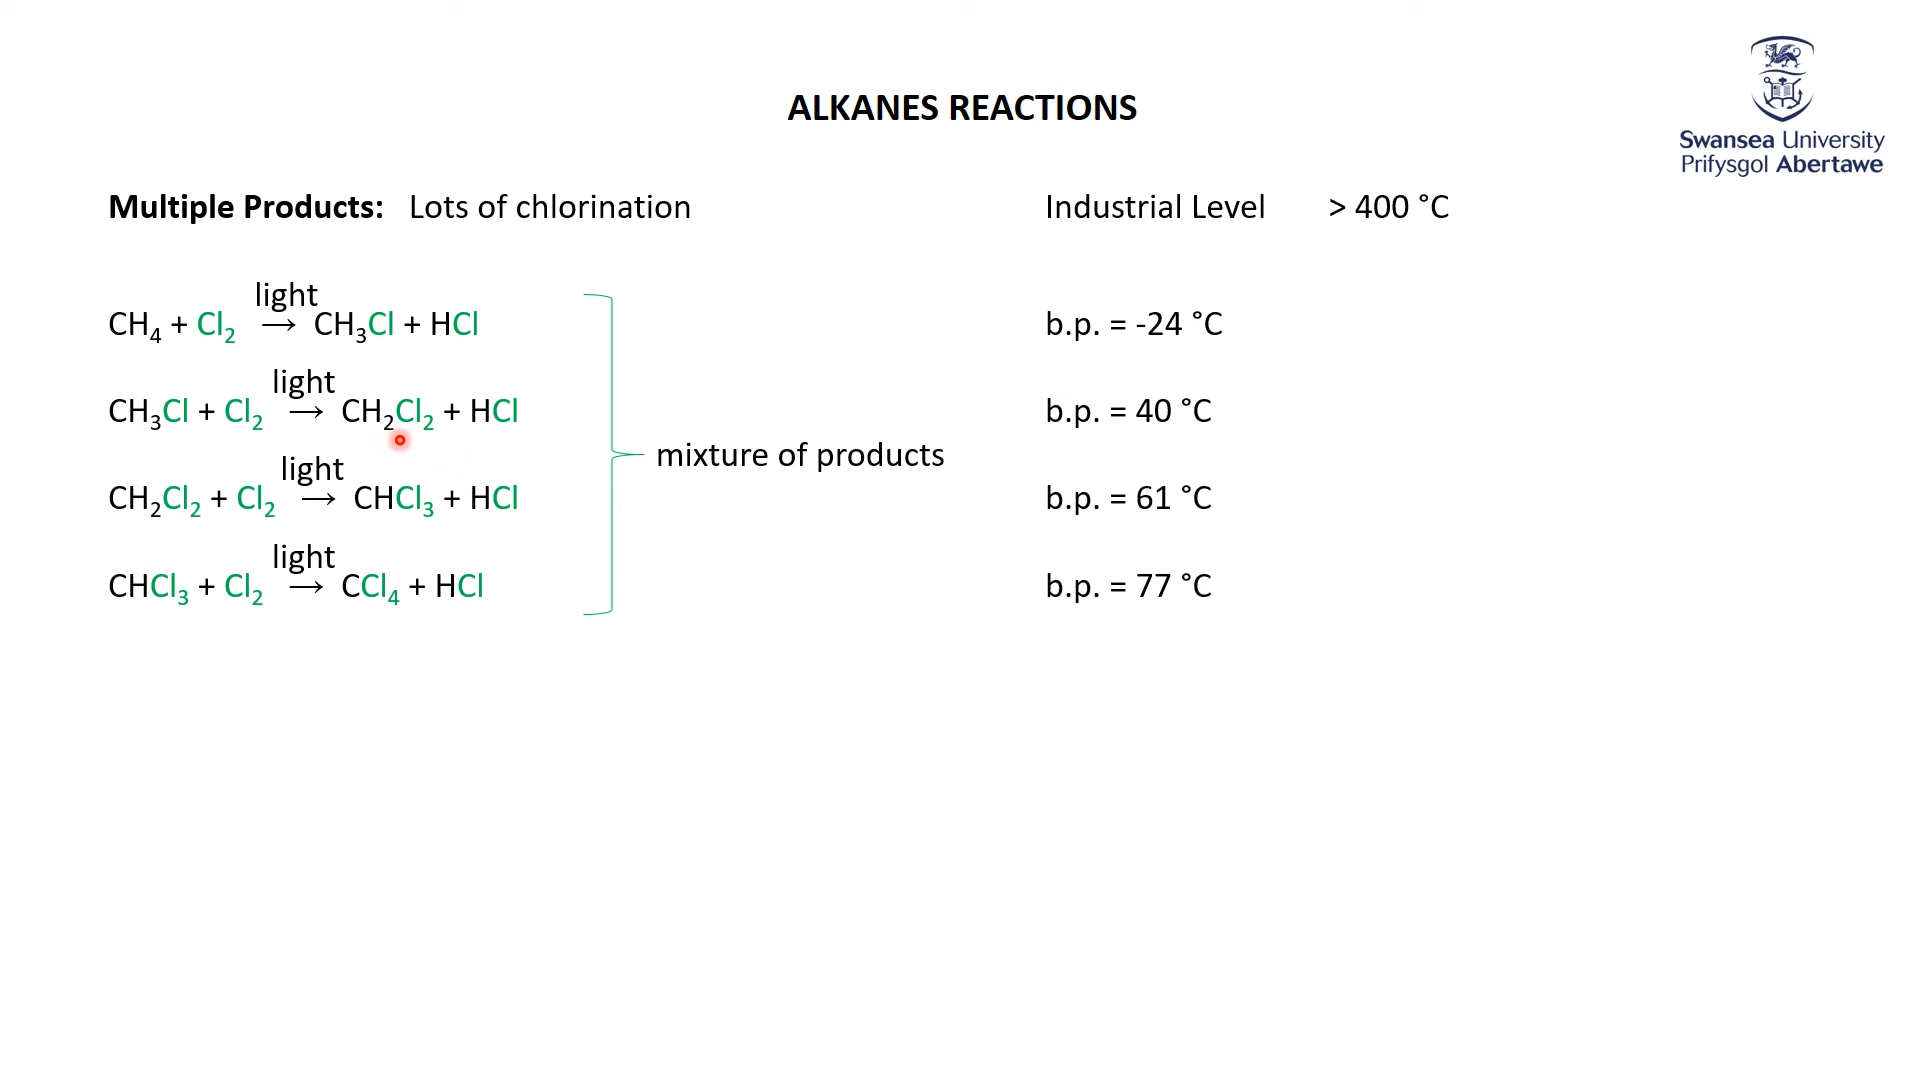 ALKANES REACTIONS
Swansea University
Prifysgol Abertawe
Multiple Products: Lots of chlorination
Industrial Level > 400 °C
light
CH₄ + Cl₂ → CH₃Cl + HCl
b.p. = -24 °C
light
CH₃Cl + Cl₂ → CH₂Cl₂ + HCl
b.p. = 40 °C
mixture of products
light
CH₂Cl₂ + Cl₂ → CHCl₃ + HCl
b.p. = 61 °C
light
CHCl₃ + Cl₂ → CCl₄ + HCl
b.p. = 77 °C